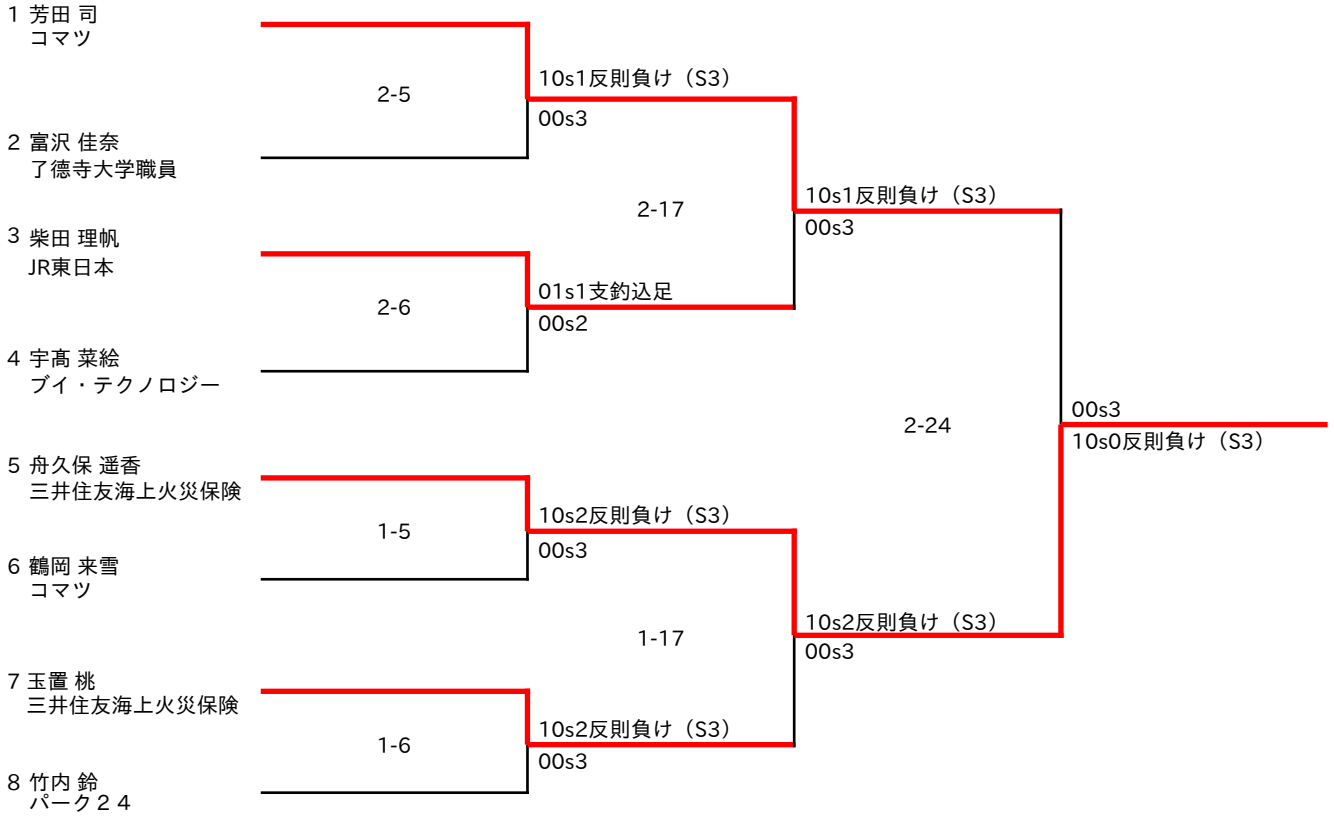 1 芳田 司
コマツ
2-5
10s1反則負け（S3）
00s3
2 富沢 佳奈
了德寺大学職員
2-17
10s1反則負け（S3）
00s3
3 柴田 理帆
JR東日本
2-6
01s1支釣込足
00s2
4 宇髙 菜絵
ブイ・テクノロジー
2-24
00s3
10s0反則負け（S3）
5 舟久保 遥香
三井住友海上火災保険
1-5
10s2反則負け（S3）
00s3
6 鶴岡 来雪
コマツ
1-17
10s2反則負け（S3）
00s3
7 玉置 桃
三井住友海上火災保険
1-6
10s2反則負け（S3）
00s3
8 竹内 鈴
パーク２４